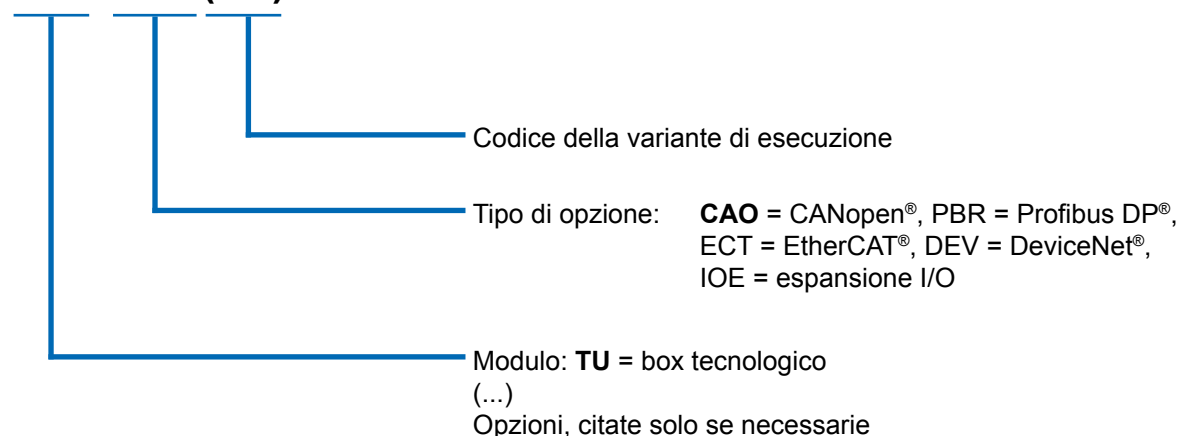 Codice della variante di esecuzione
Tipo di opzione: CAO = CANopen®, PBR = Profibus DP®,
ECT = EtherCAT®, DEV = DeviceNet®,
IOE = espansione I/O
Modulo: TU = box tecnologico
(...)
Opzioni, citate solo se necessarie